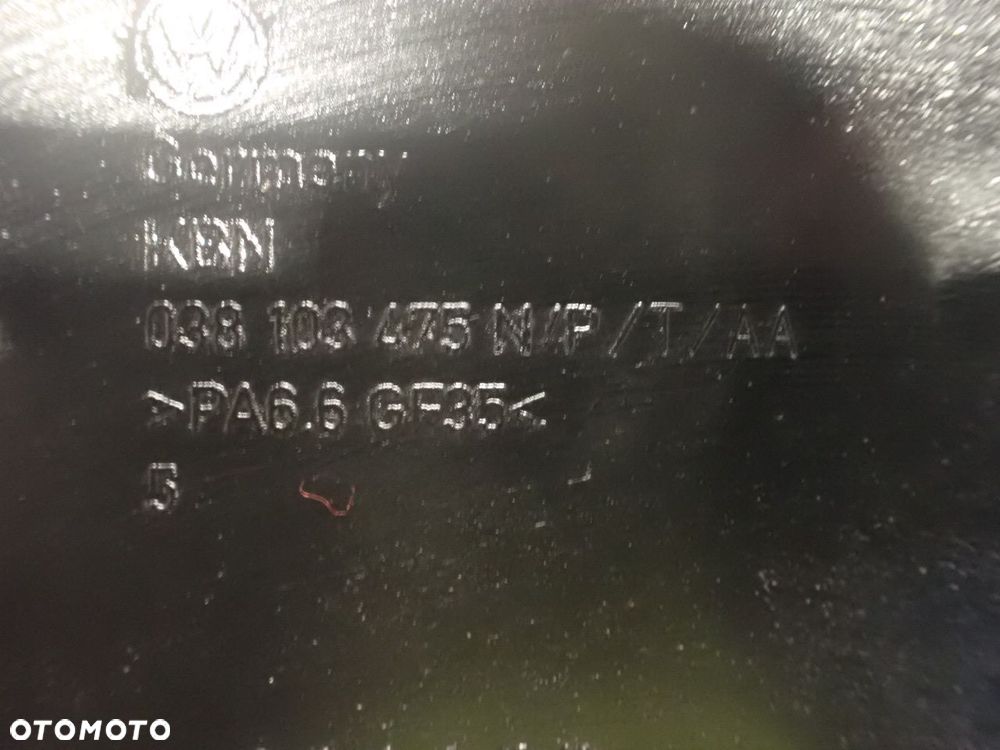 Germany
KBN
038 103 475 N/P/T/AA
>PA6.6 GF35<
5
OTOMOTO